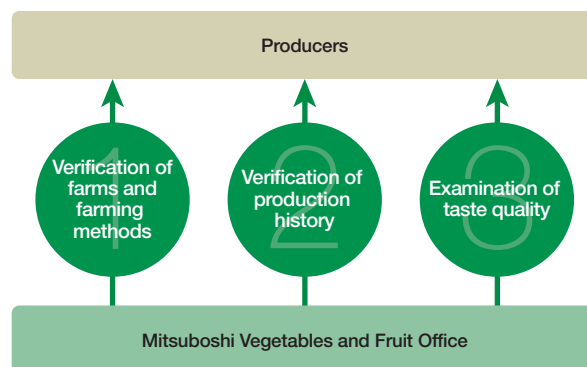 Producers
1
Verification of
farms and
farming
methods
2
Verification of
production
history
3
Examination of
taste quality
Mitsuboshi Vegetables and Fruit Office